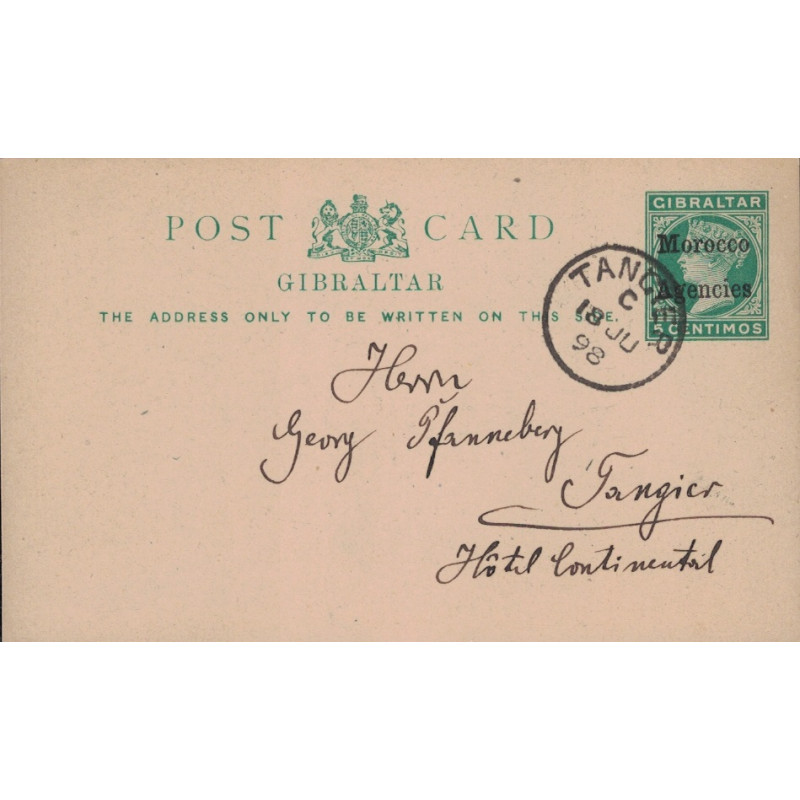 POST CARD
GIBRALTAR
THE ADDRESS ONLY TO BE WRITTEN ON THIS SIDE.
GIBRALTAR
Morocco
Agencies
5 CENTIMOS
TANGIER
C
18 JU
98
Herrn
Georg Pfanneberg
Tangier
Hôtel Continental